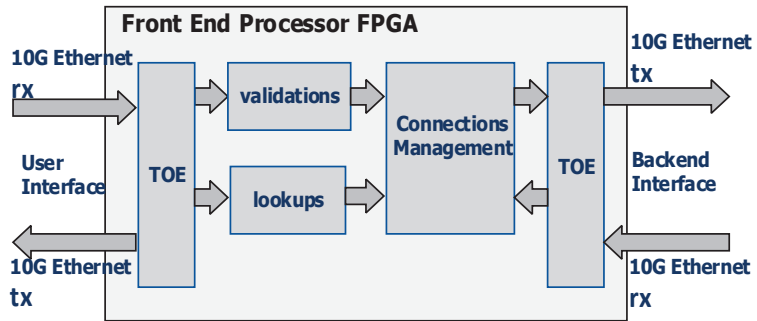 Front End Processor FPGA
10G Ethernet
rx
10G Ethernet
tx
validations
Connections
Management
TOE
TOE
User
Interface
lookups
Backend
Interface
10G Ethernet
tx
10G Ethernet
rx